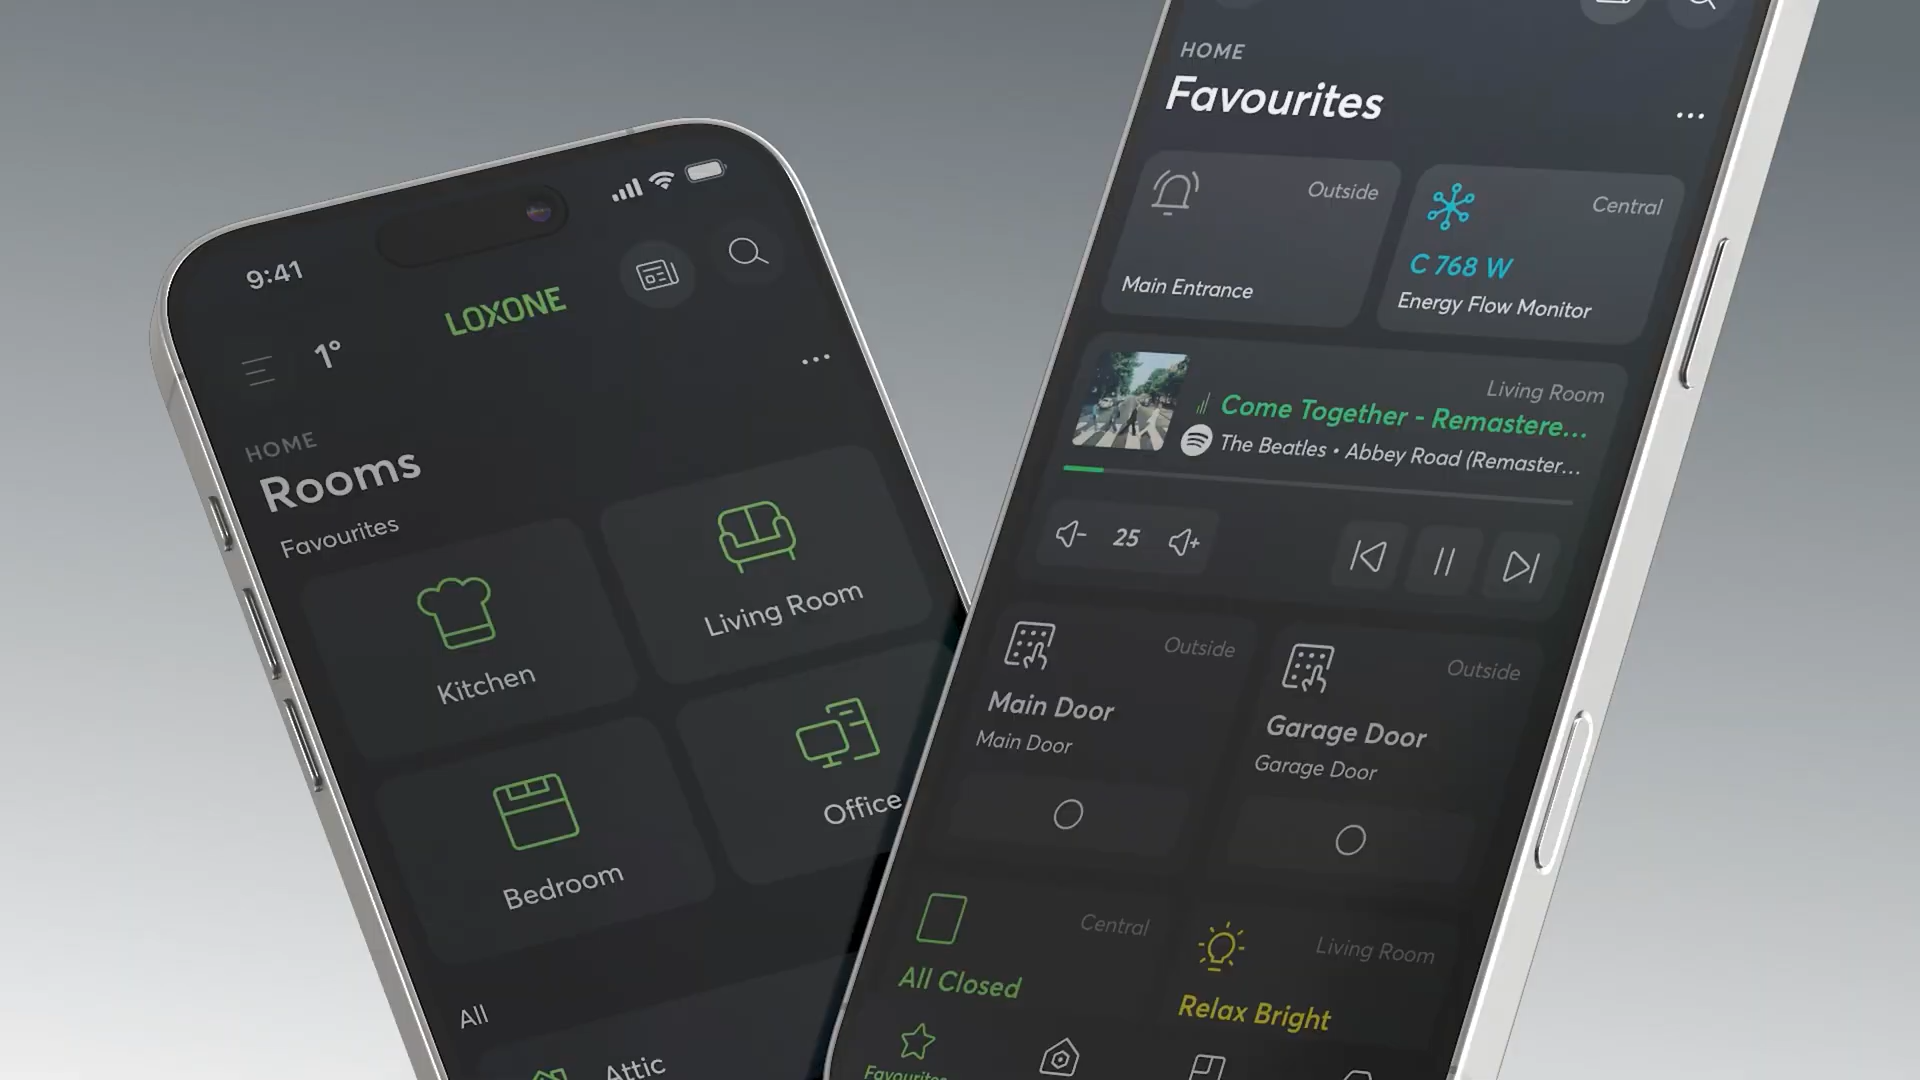 9:41
LOXONE
1°
HOME
Rooms
Favourites
Kitchen
Living Room
Bedroom
Office
All
Attic
HOME
Favourites
Outside
Main Entrance
Central
C 768 W
Energy Flow Monitor
Living Room
Come Together - Remastere...
The Beatles • Abbey Road (Remaster...
25
Outside
Main Door
Main Door
Outside
Garage Door
Garage Door
Central
All Closed
Living Room
Relax Bright
Favourites